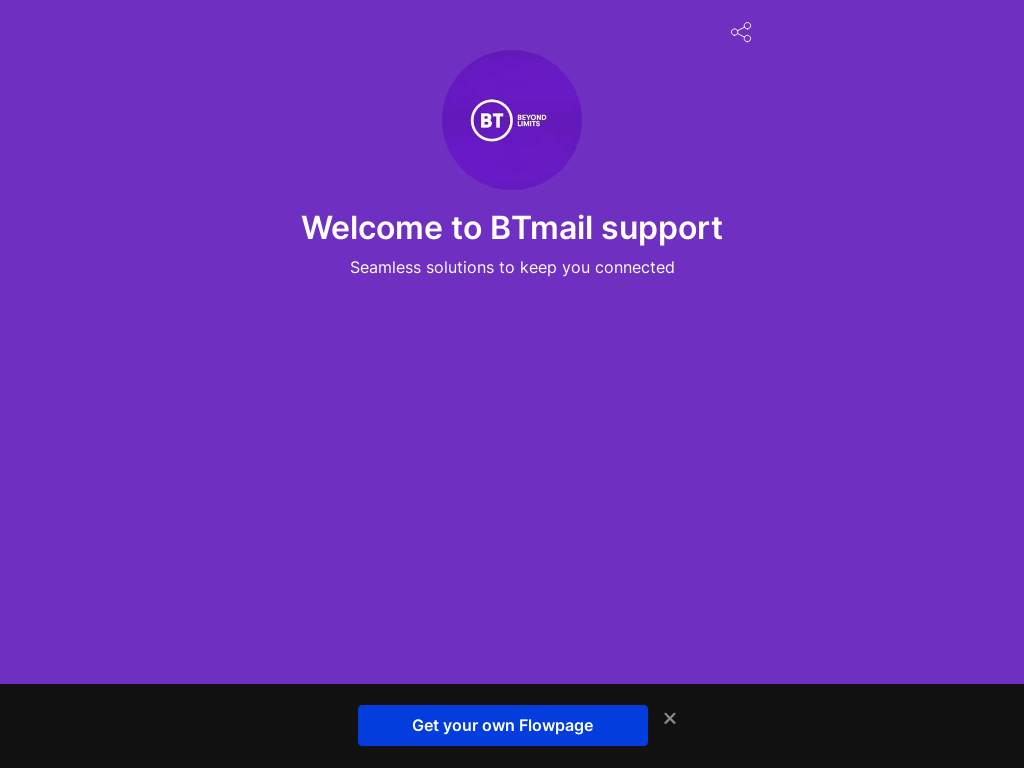 BT BEYOND
LIMITS
Welcome to BTmail support
Seamless solutions to keep you connected
Get your own Flowpage